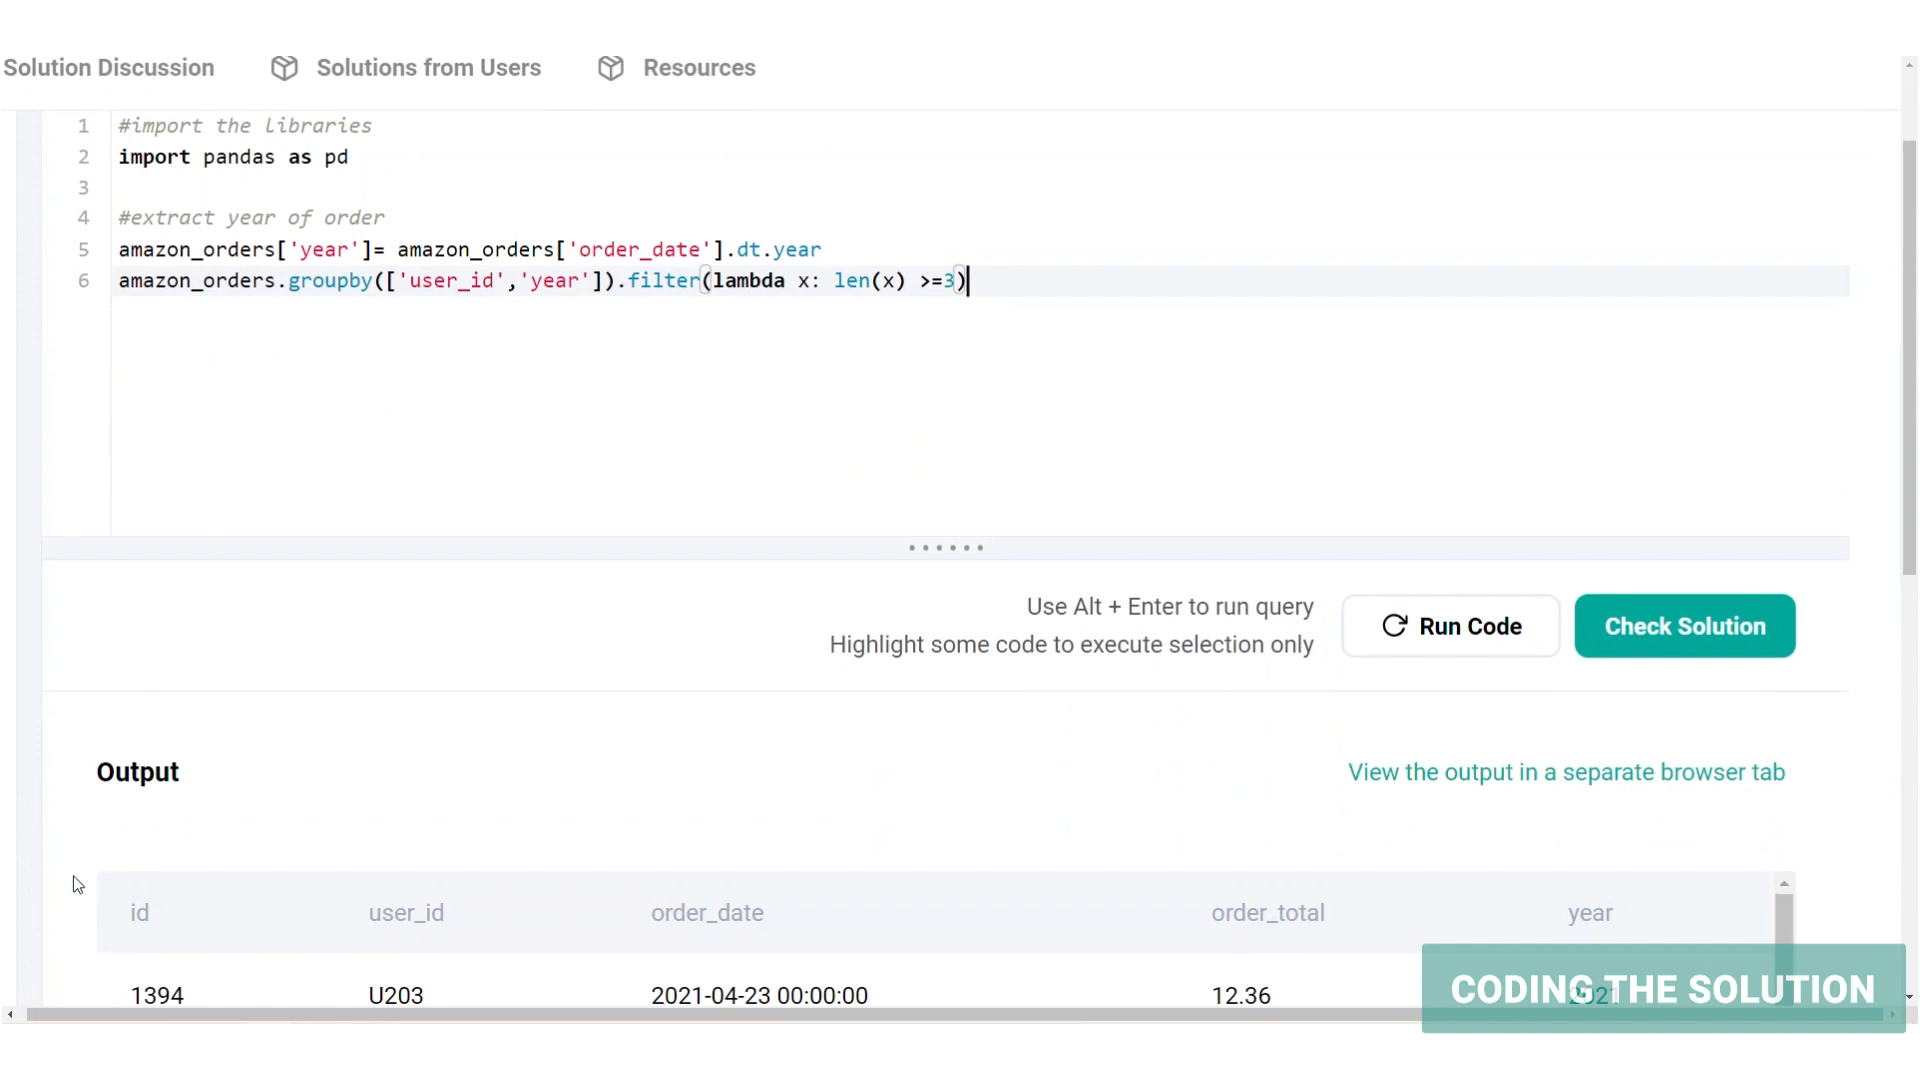 Solution Discussion Solutions from Users Resources
1 #import the libraries
2 import pandas as pd
3
4 #extract year of order
5 amazon_orders['year']= amazon_orders['order_date'].dt.year
6 amazon_orders.groupby(['user_id','year']).filter(lambda x: len(x) >=3)
Use Alt + Enter to run query
Highlight some code to execute selection only
Run Code
Check Solution
Output
View the output in a separate browser tab
id user_id order_date order_total year
1394 U203 2021-04-23 00:00:00 12.36 2021
CODING THE SOLUTION